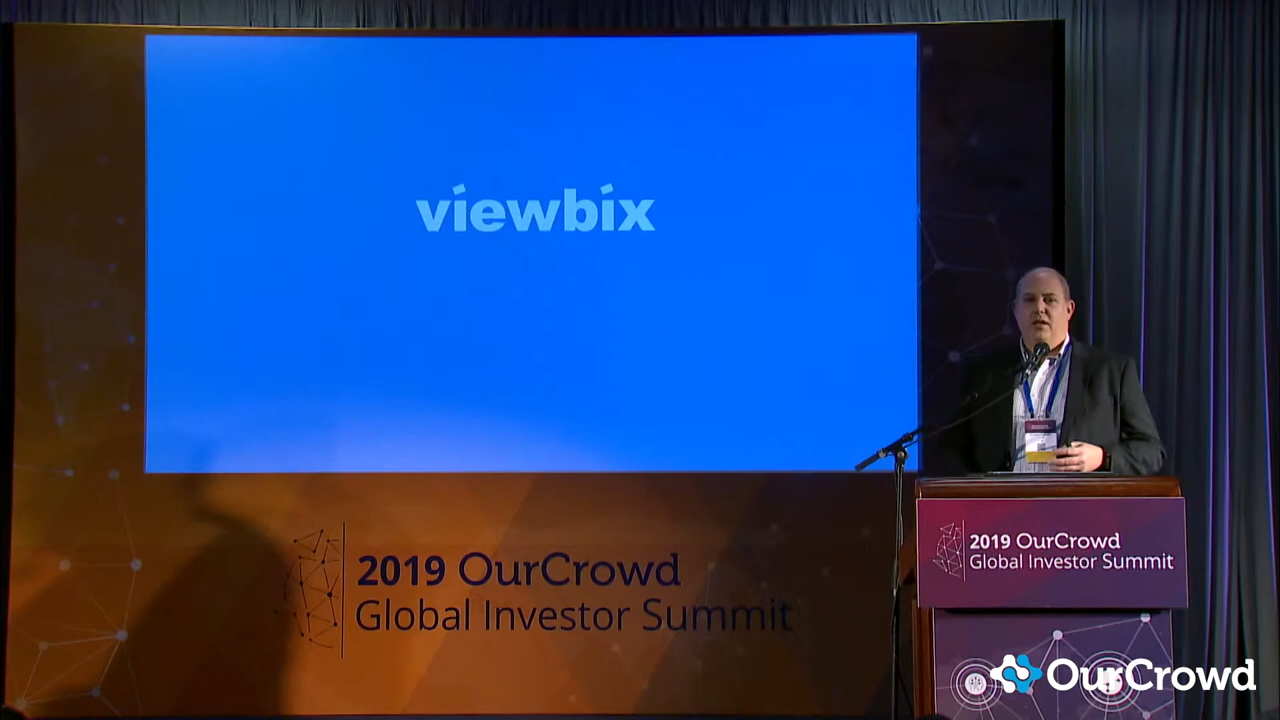 viewbix
2019 OurCrowd
Global Investor Summit
2019 OurCrowd
Global Investor Summit
OurCrowd